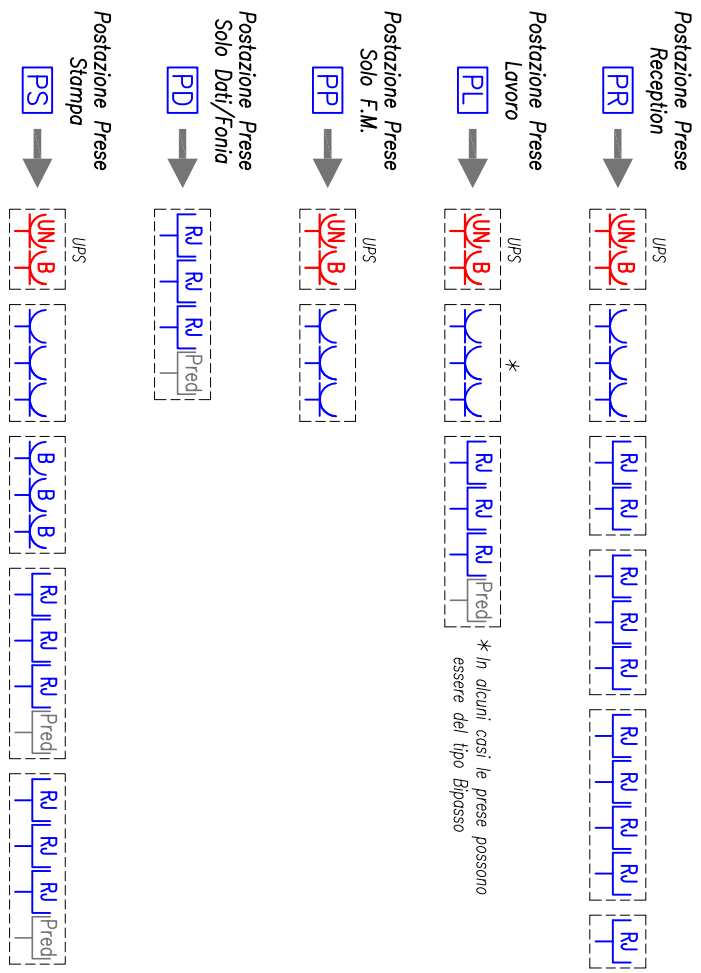 Postazione Prese
Reception
PR
UPS
UN B
RJ RJ
RJ RJ RJ
RJ RJ RJ RJ
RJ
Postazione Prese
Lavoro
PL
UPS
UN B
*
RJ RJ RJ Pred
* In alcuni casi le prese possono
essere del tipo Bipasso
Postazione Prese
Solo F.M.
PP
UPS
UN B
Postazione Prese
Solo Dati/Fonia
PD
RJ RJ RJ Pred
Postazione Prese
Stampa
PS
UPS
UN B
B B B
RJ RJ RJ Pred
RJ RJ RJ Pred